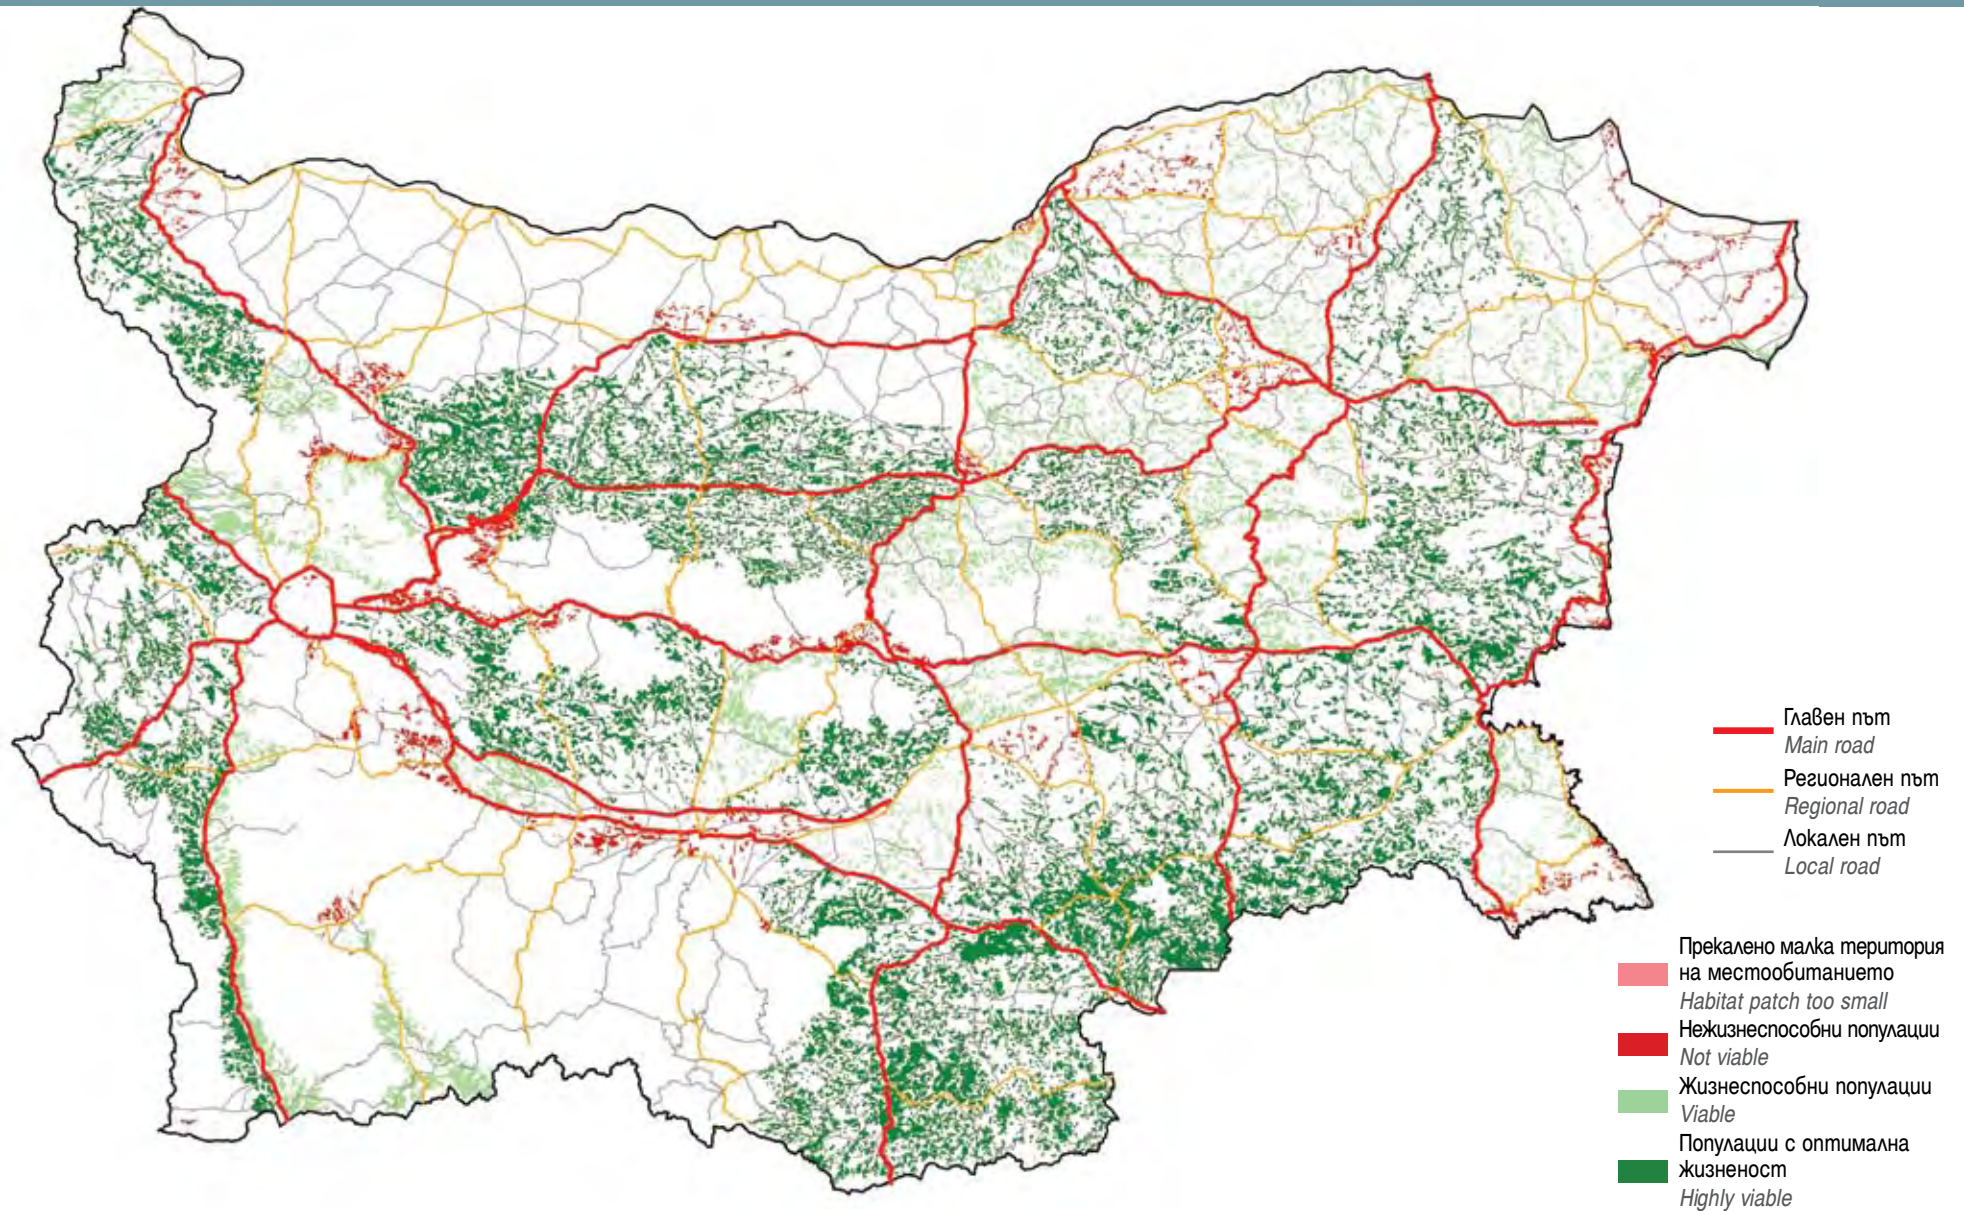 Главен път
Main road
Регионален път
Regional road
Локален път
Local road
Прекалено малка територия
на местообитанието
Habitat patch too small
Нежизнеспособни популации
Not viable
Жизнеспособни популации
Viable
Популации с оптимална
жизненост
Highly viable